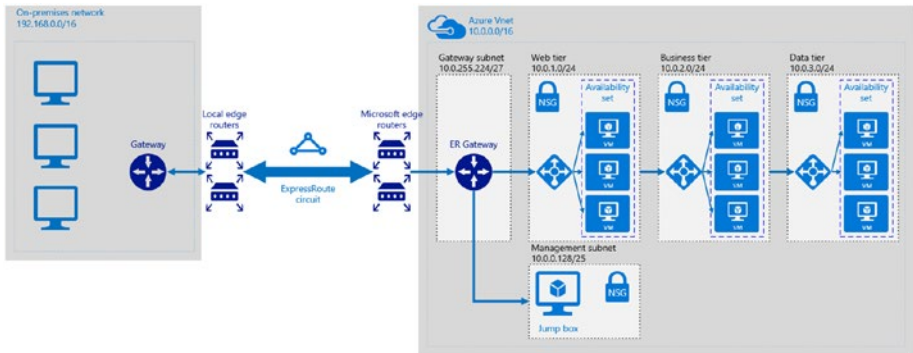 On-premises network
192.168.0.0/16
Gateway
Local edge
routers
ExpressRoute
circuit
Microsoft edge
routers
Azure Vnet
10.0.0.0/16
Gateway subnet
10.0.255.224/27
ER Gateway
Web tier
10.0.1.0/24
NSG
Availability
set
VM
VM
VM
Business tier
10.0.2.0/24
NSG
Availability
set
VM
VM
VM
Data tier
10.0.3.0/24
NSG
Availability
set
VM
VM
VM
Management subnet
10.0.0.128/25
NSG
Jump box